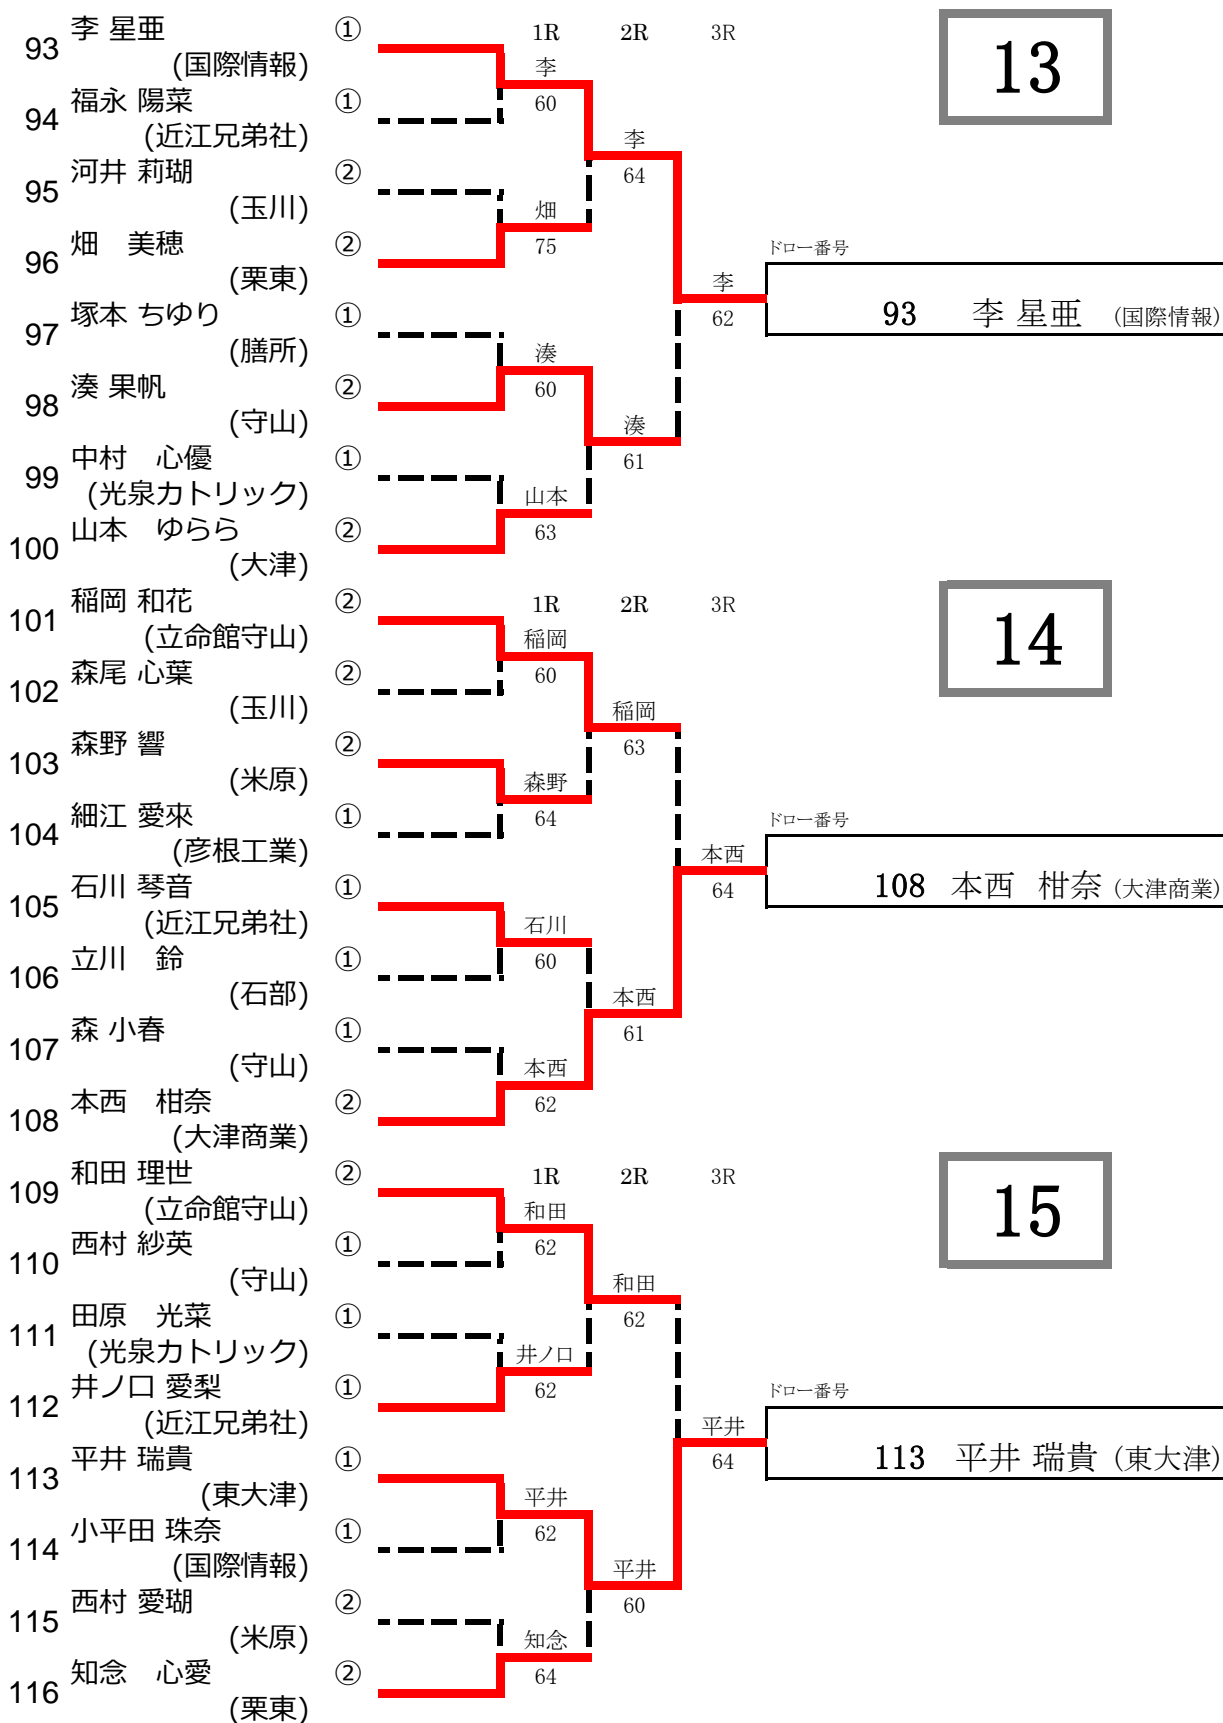 93 李 星亜 ① 1R 2R 3R 13
(国際情報) 李
94 福永 陽菜 ① 60
(近江兄弟社) 李
95 河井 莉瑚 ② 64
(玉川) 畑
96 畑　美穂 ② 75 ドロー番号
(栗東) 李
97 塚本 ちゆり ① 62 93 李 星亜 (国際情報)
(膳所) 湊
98 湊 果帆 ② 60
(守山) 湊
99 中村　心優 ① 61
(光泉カトリック) 山本
100 山本　ゆらら ② 63
(大津)
101 稲岡 和花 ② 1R 2R 3R 14
(立命館守山) 稲岡
102 森尾 心葉 ② 60
(玉川) 稲岡
103 森野 響 ② 63
(米原) 森野
104 細江 愛來 ① 64 ドロー番号
(彦根工業) 本西
105 石川 琴音 ① 64 108 本西　柑奈 (大津商業)
(近江兄弟社) 石川
106 立川　鈴 ① 60
(石部) 本西
107 森 小春 ① 61
(守山) 本西
108 本西　柑奈 ② 62
(大津商業)
109 和田 理世 ② 1R 2R 3R 15
(立命館守山) 和田
110 西村 紗英 ① 62
(守山) 和田
111 田原　光菜 ① 62
(光泉カトリック) 井ノ口
112 井ノ口 愛梨 ① 62 ドロー番号
(近江兄弟社) 平井
113 平井 瑞貴 ① 64 113 平井 瑞貴 (東大津)
(東大津) 平井
114 小平田 珠奈 ① 62
(国際情報) 平井
115 西村 愛瑚 ② 60
(米原) 知念
116 知念　心愛 ② 64
(栗東)